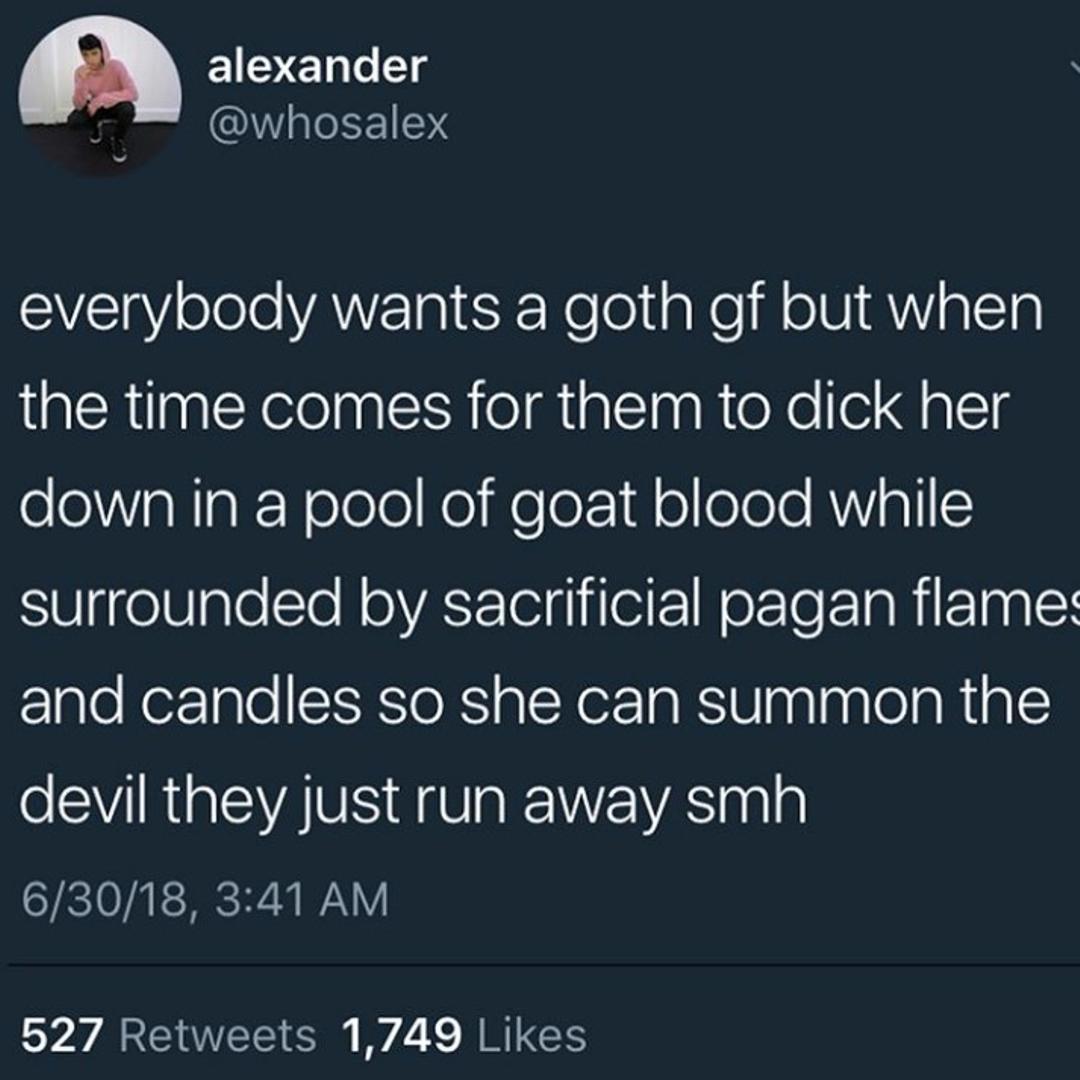 alexander
@whosalex
everybody wants a goth gf but when
the time comes for them to dick her
down in a pool of goat blood while
surrounded by sacrificial pagan flames
and candles so she can summon the
devil they just run away smh
6/30/18, 3:41 AM
527 Retweets 1,749 Likes